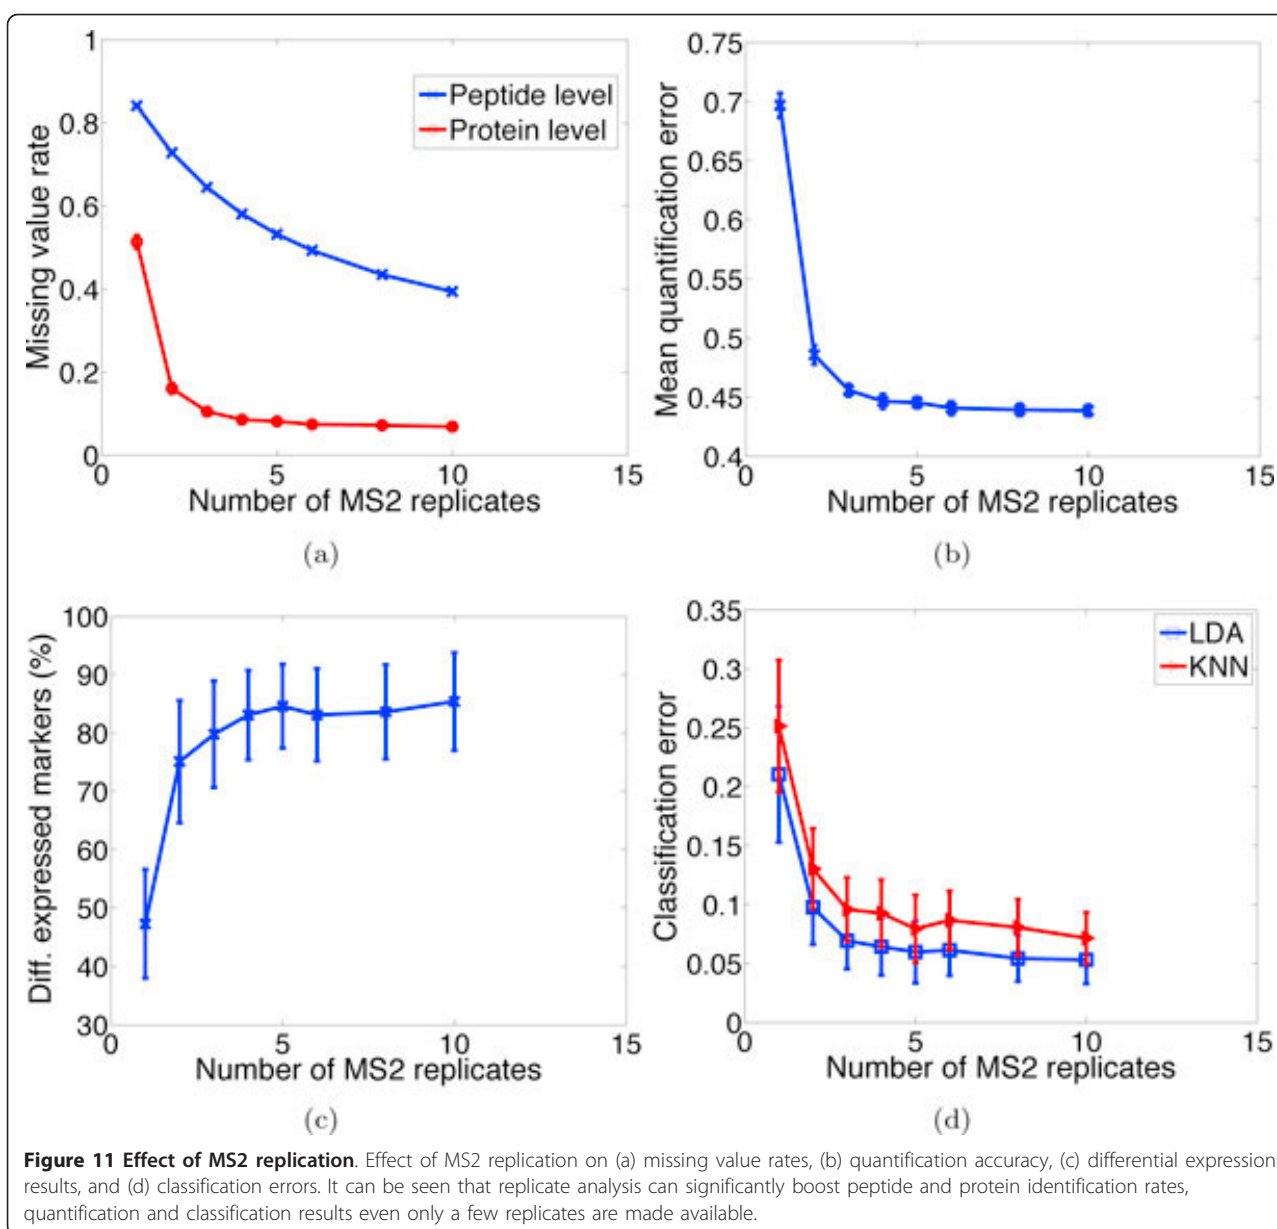 1
0.8
0.6
0.4
0.2
0
0
5
10
15
Missing value rate
Number of MS2 replicates
Peptide level
Protein level
(a)
0.75
0.7
0.65
0.6
0.55
0.5
0.45
0.4
0
5
10
15
Mean quantification error
Number of MS2 replicates
(b)
100
90
80
70
60
50
40
30
0
5
10
15
Diff. expressed markers (%)
Number of MS2 replicates
(c)
0.35
0.3
0.25
0.2
0.15
0.1
0.05
0
0
5
10
15
Classification error
Number of MS2 replicates
LDA
KNN
(d)
Figure 11 Effect of MS2 replication. Effect of MS2 replication on (a) missing value rates, (b) quantification accuracy, (c) differential expression
results, and (d) classification errors. It can be seen that replicate analysis can significantly boost peptide and protein identification rates,
quantification and classification results even only a few replicates are made available.